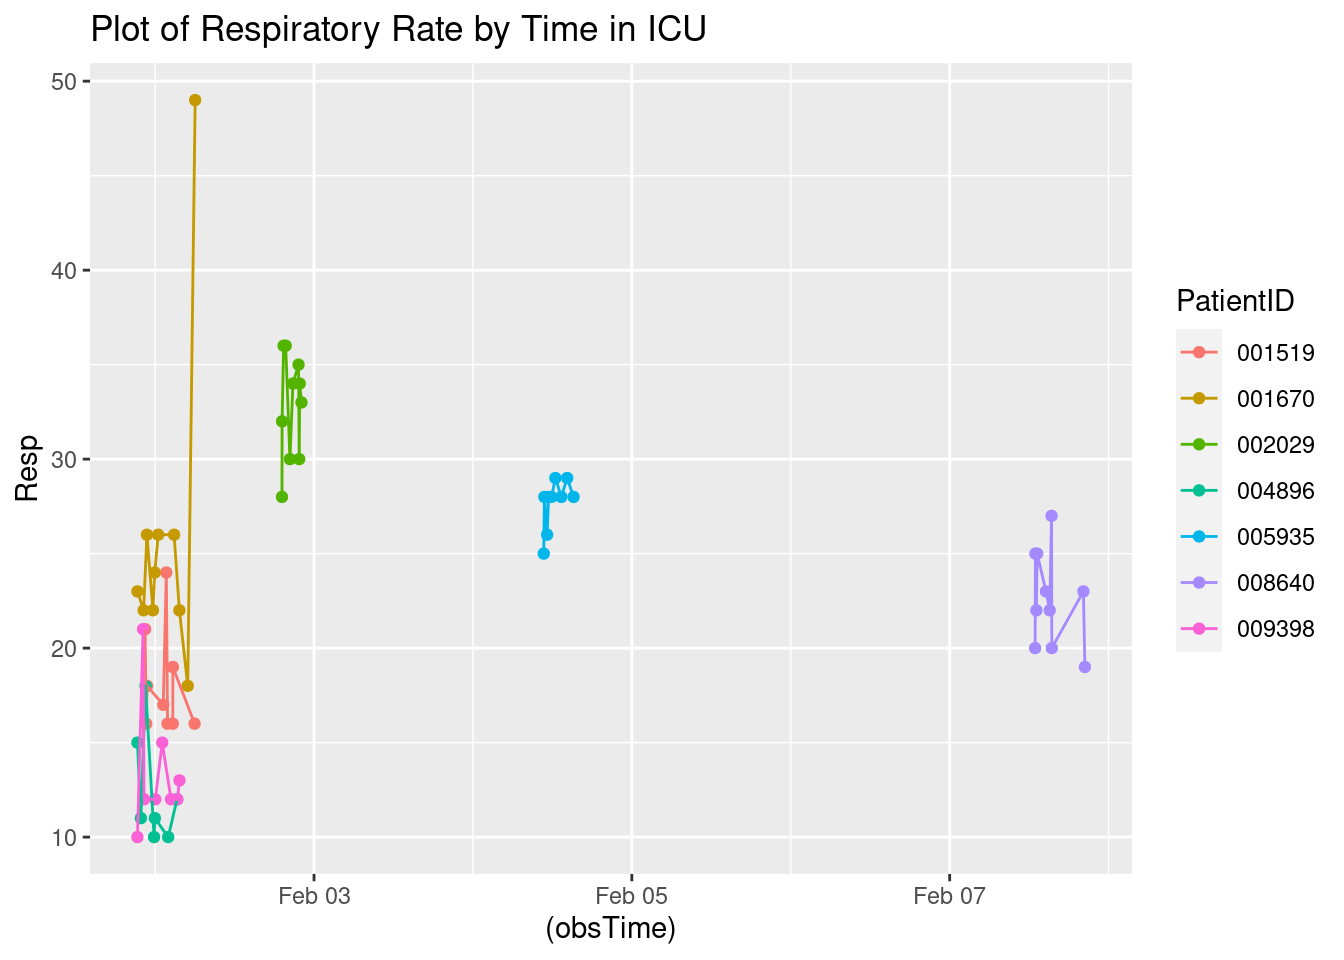 Plot of Respiratory Rate by Time in ICU
50
40
30
20
10
Resp
Feb 03
Feb 05
Feb 07
(obsTime)
PatientID
001519
001670
002029
004896
005935
008640
009398